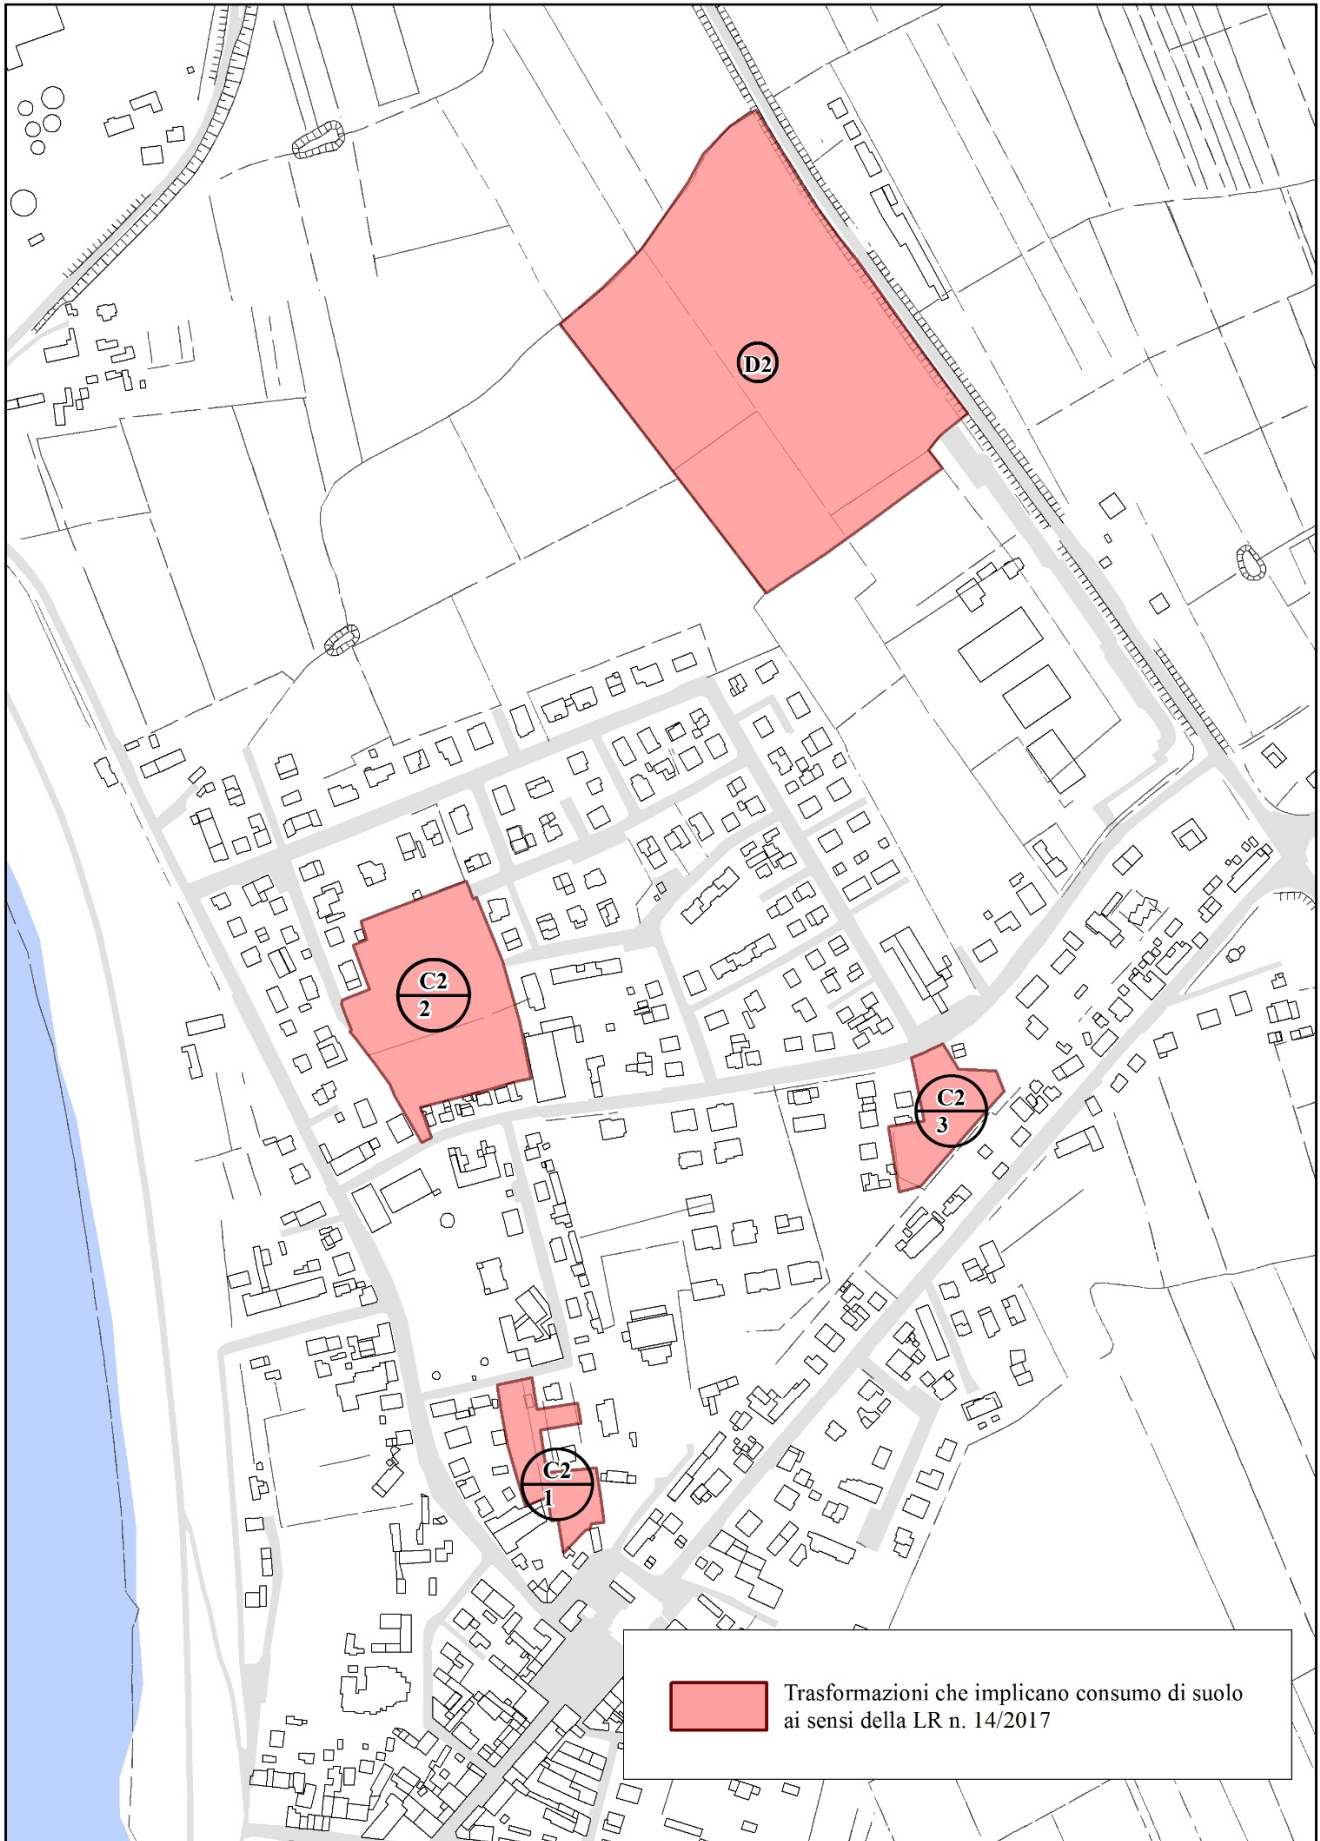 D2
C2
2
C2
3
C2
1
Trasformazioni che implicano consumo di suolo
ai sensi della LR n. 14/2017